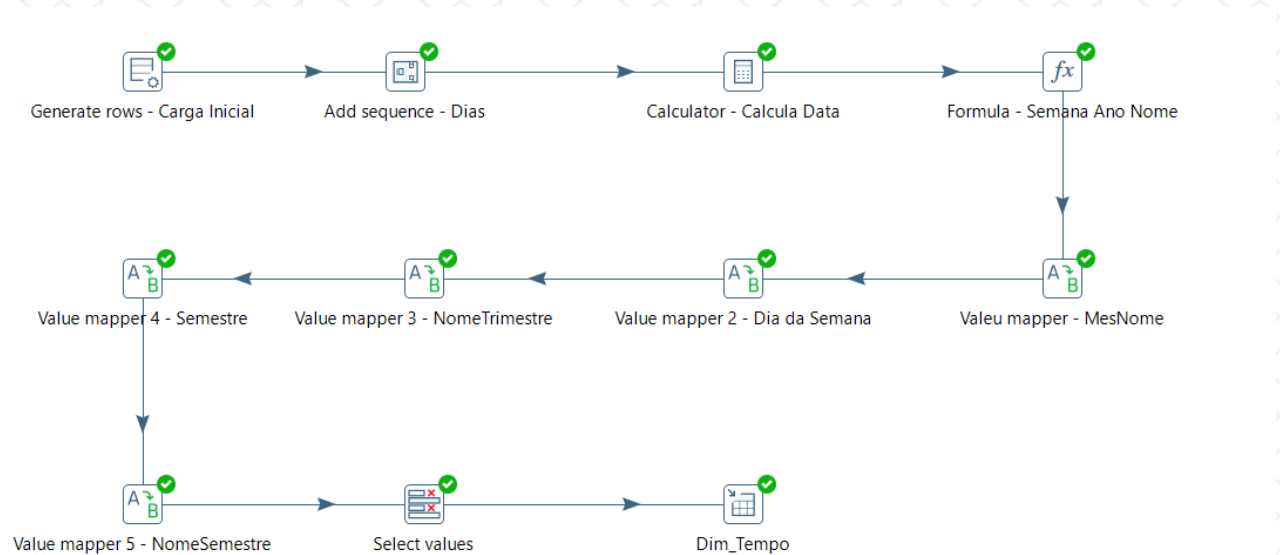 Generate rows - Carga Inicial
Add sequence - Dias
Calculator - Calcula Data
fx
Formula - Semana Ano Nome
A B
A B
A B
A B
Value mapper 4 - Semestre
Value mapper 3 - NomeTrimestre
Value mapper 2 - Dia da Semana
Valeu mapper - MesNome
A B
Value mapper 5 - NomeSemestre
Select values
Dim_Tempo